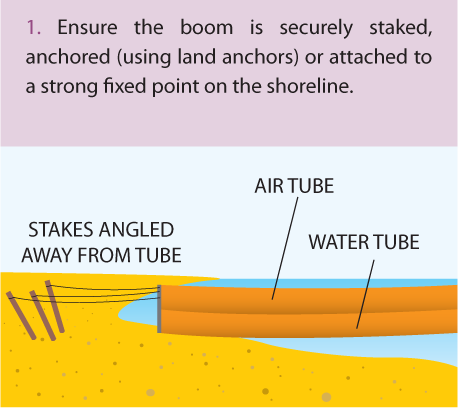 1. Ensure the boom is securely staked,
anchored (using land anchors) or attached to
a strong fixed point on the shoreline.
AIR TUBE
STAKES ANGLED
AWAY FROM TUBE
WATER TUBE